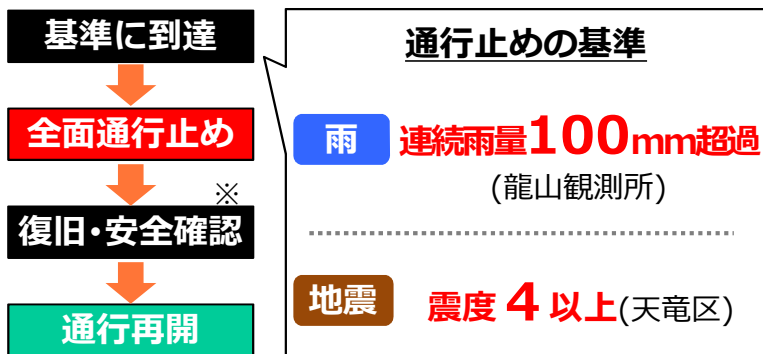 基準に到達
全面通行止め
※
復旧・安全確認
通行再開
通行止めの基準
雨 連続雨量100mm超過
(龍山観測所)
地震 震度4以上(天竜区)